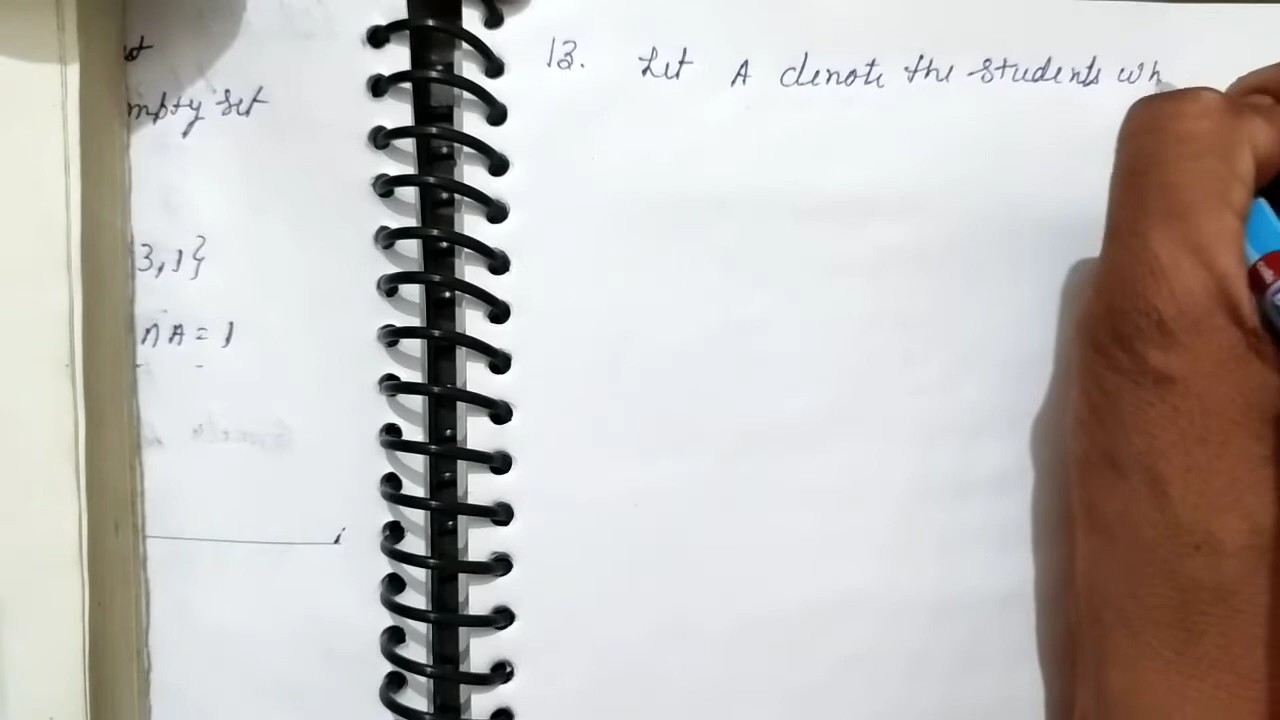 mpty set
3,1}
n A = 1
13. Let A denote the students wh